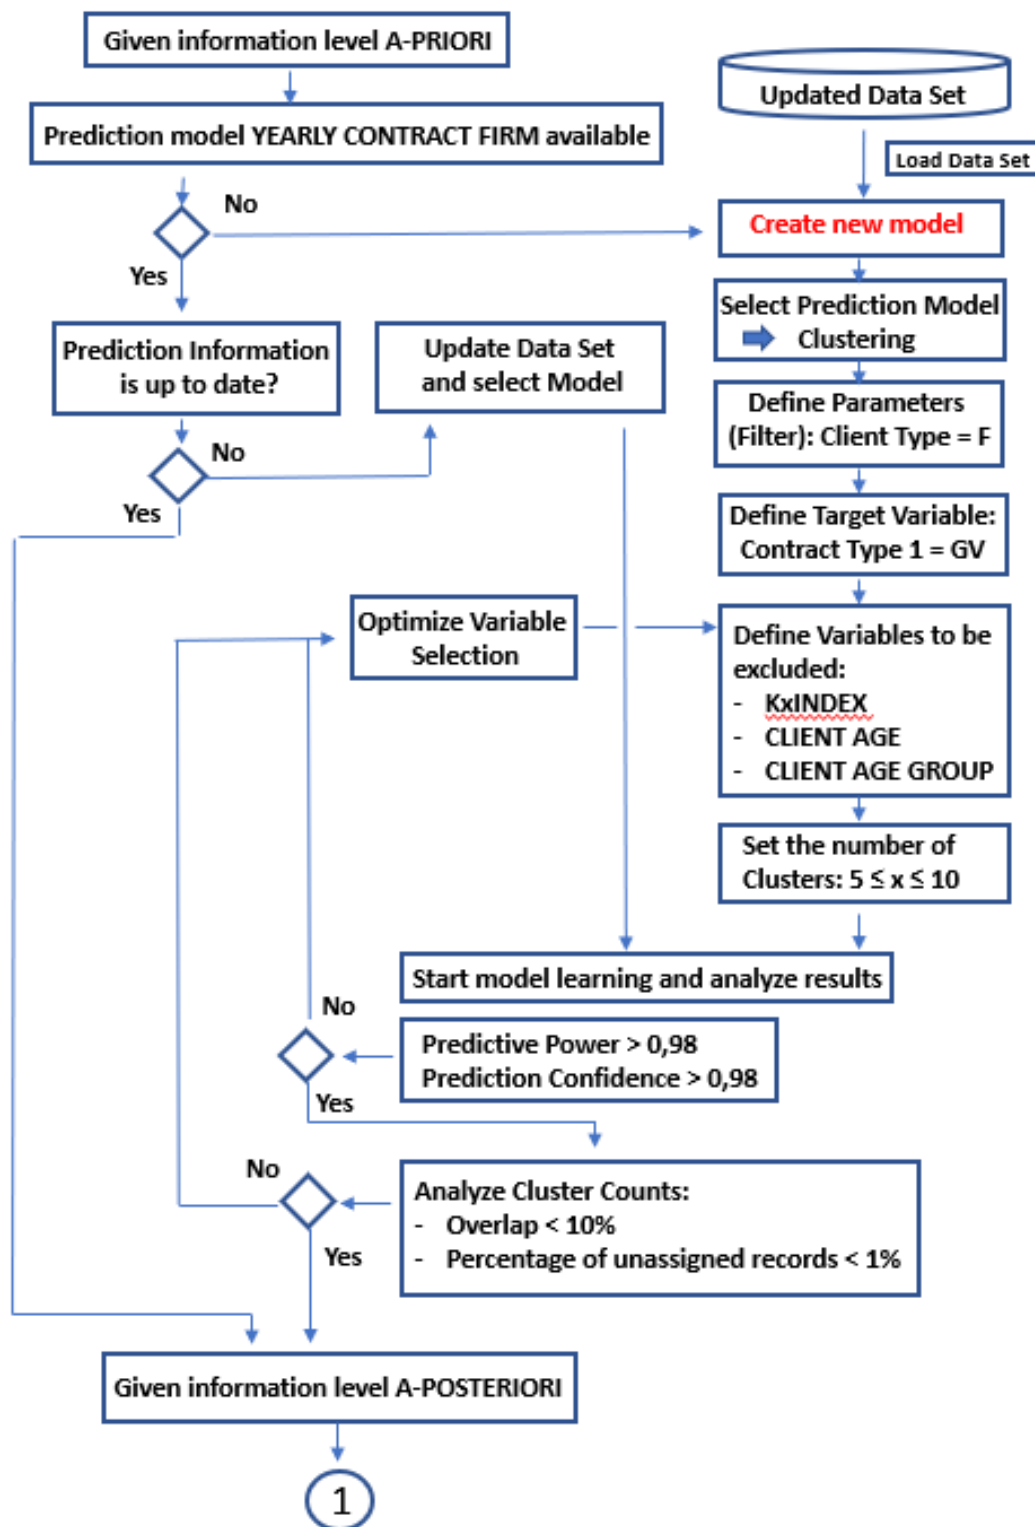 Given information level A-PRIORI
Updated Data Set
Prediction model YEARLY CONTRACT FIRM available
Load Data Set
No
Create new model
Yes
Select Prediction Model
Clustering
Prediction Information
is up to date?
Update Data Set
and select Model
Define Parameters
(Filter): Client Type = F
No
Yes
Define Target Variable:
Contract Type 1 = GV
Optimize Variable
Selection
Define Variables to be
excluded:
- KxINDEX
- CLIENT AGE
- CLIENT AGE GROUP
Set the number of
Clusters: 5 ≤ x ≤ 10
Start model learning and analyze results
No
Predictive Power > 0,98
Prediction Confidence > 0,98
Yes
No
Analyze Cluster Counts:
- Overlap < 10%
- Percentage of unassigned records < 1%
Yes
Given information level A-POSTERIORI
1